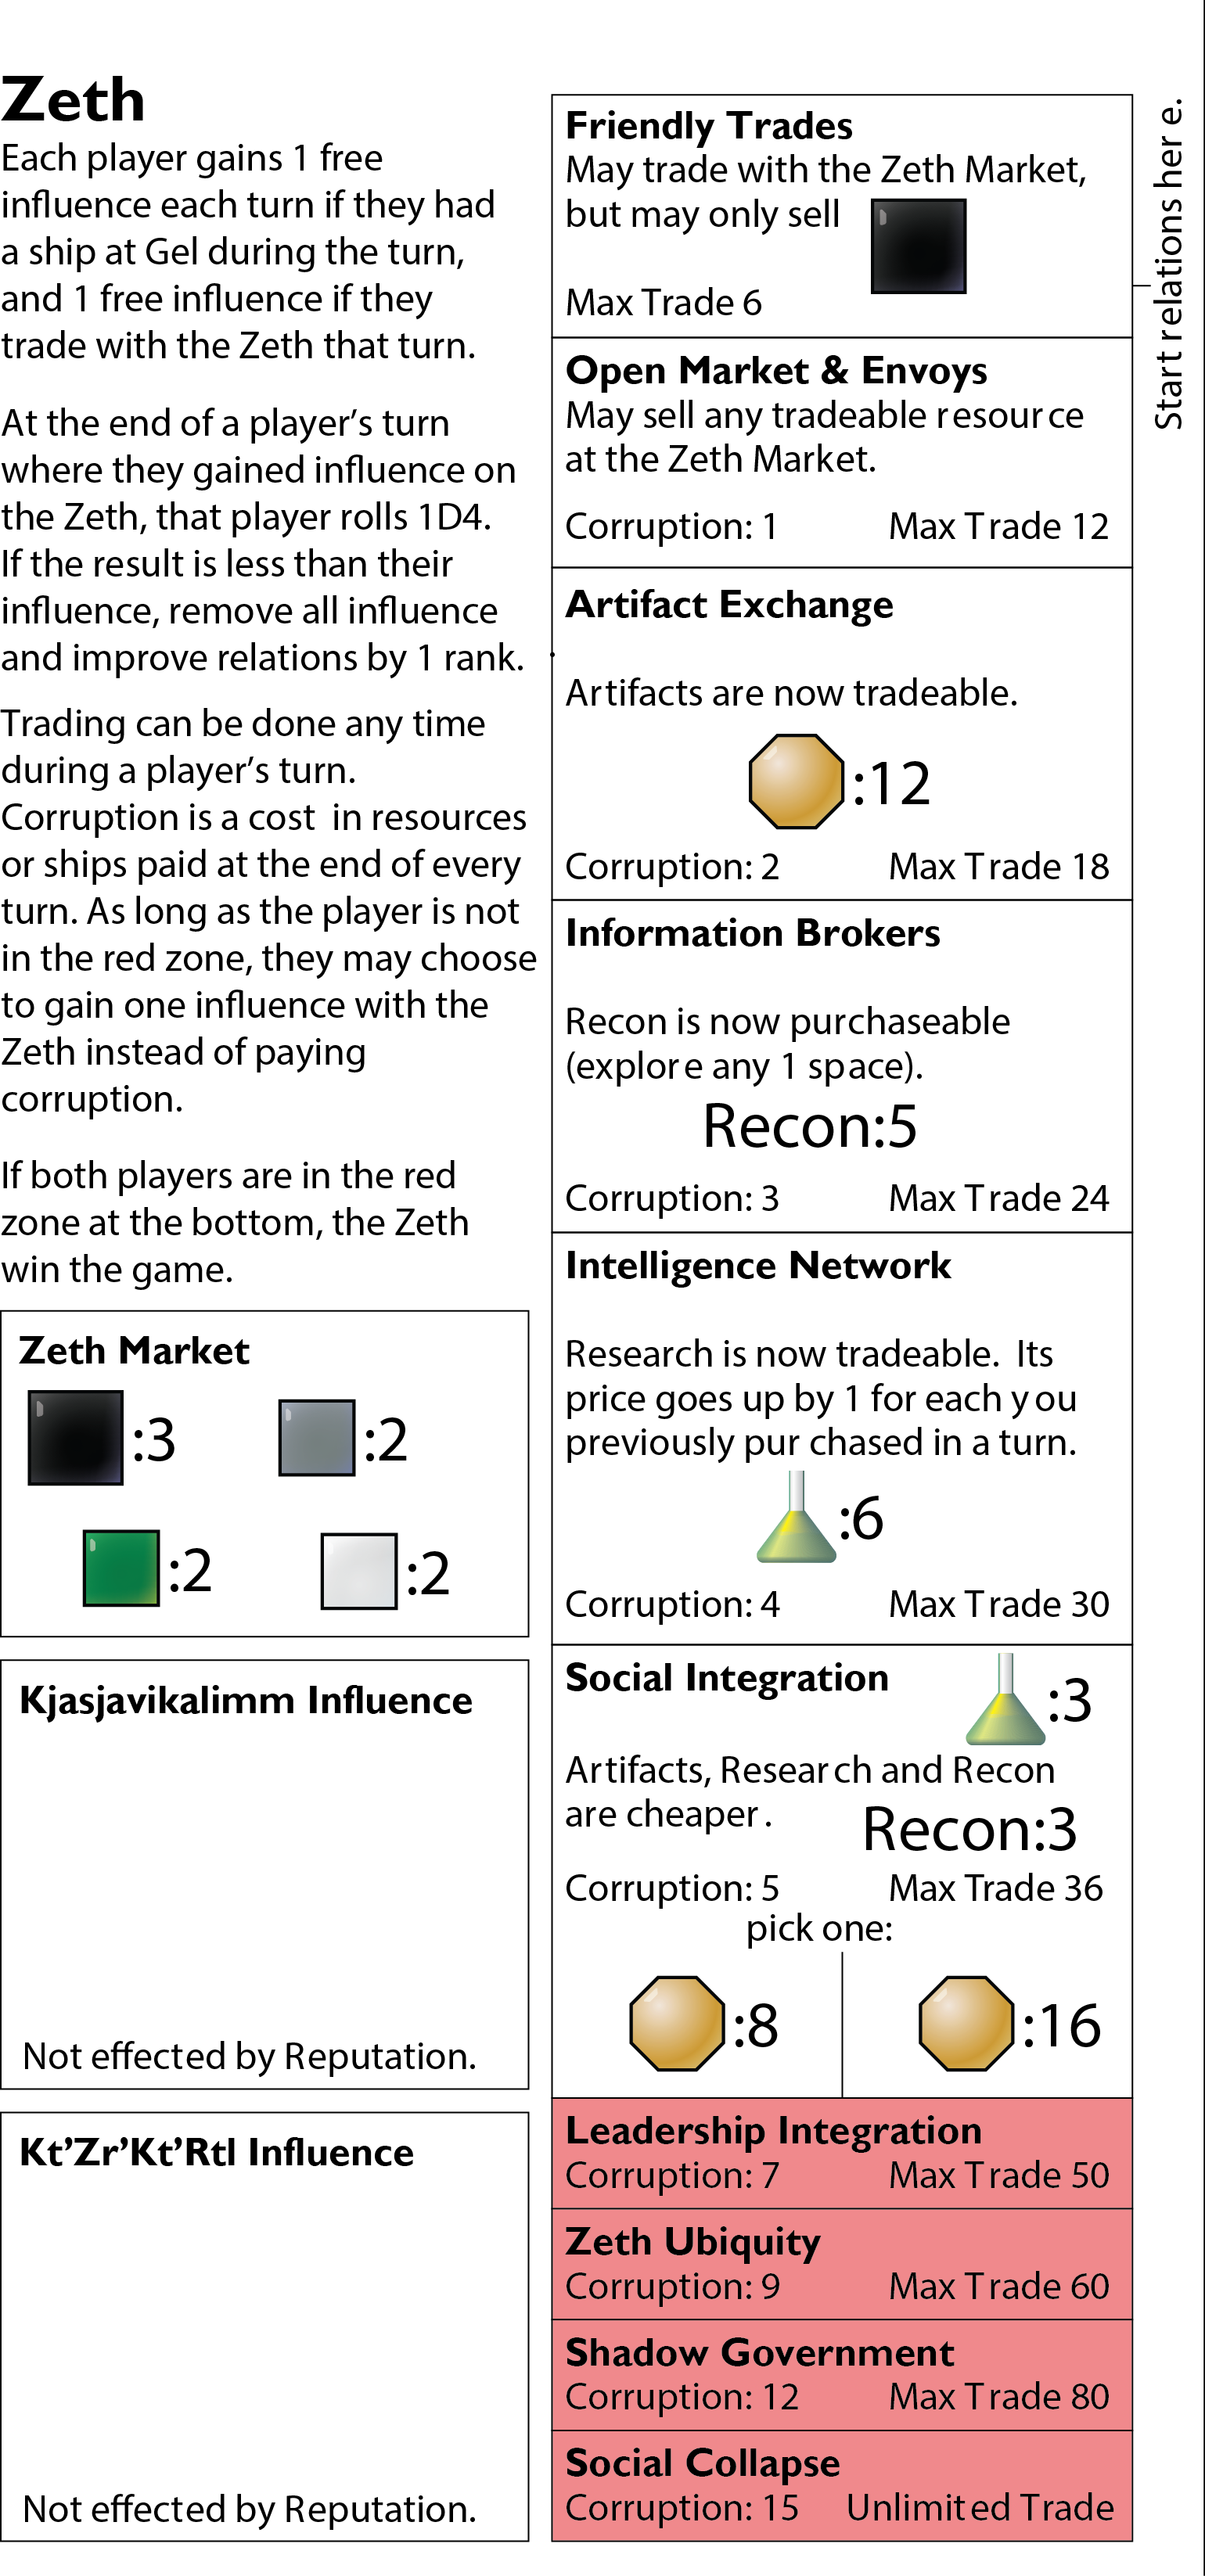 Zeth
Each player gains 1 free
influence each turn if they had
a ship at Gel during the turn,
and 1 free influence if they
trade with the Zeth that turn.
At the end of a player’s turn
where they gained influence on
the Zeth, that player rolls 1D4.
If the result is less than their
influence, remove all influence
and improve relations by 1 rank.
Trading can be done any time
during a player’s turn.
Corruption is a cost in resources
or ships paid at the end of every
turn. As long as the player is not
in the red zone, they may choose
to gain one influence with the
Zeth instead of paying
corruption.
If both players are in the red
zone at the bottom, the Zeth
win the game.
Zeth Market
:3
:2
:2
:2
Kjasjavikalimm Influence
Not effected by Reputation.
Kt’Zr’Kt’Rtl Influence
Not effected by Reputation.
Friendly Trades
May trade with the Zeth Market,
but may only sell
Max Trade 6
Start relations her e.
Open Market & Envoys
May sell any tradeable resour ce
at the Zeth Market.
Corruption: 1 Max Trade 12
Artifact Exchange
Artifacts are now tradeable.
:12
Corruption: 2 Max Trade 18
Information Brokers
Recon is now purchaseable
(explor e any 1 space).
Recon:5
Corruption: 3 Max Trade 24
Intelligence Network
Research is now tradeable. Its
price goes up by 1 for each y ou
previously pur chased in a turn.
:6
Corruption: 4 Max Trade 30
Social Integration :3
Artifacts, Resear ch and Recon
are cheaper .
Recon:3
Corruption: 5 Max Trade 36
pick one:
:8 :16
Leadership Integration
Corruption: 7 Max Trade 50
Zeth Ubiquity
Corruption: 9 Max Trade 60
Shadow Government
Corruption: 12 Max Trade 80
Social Collapse
Corruption: 15 Unlimit ed Trade